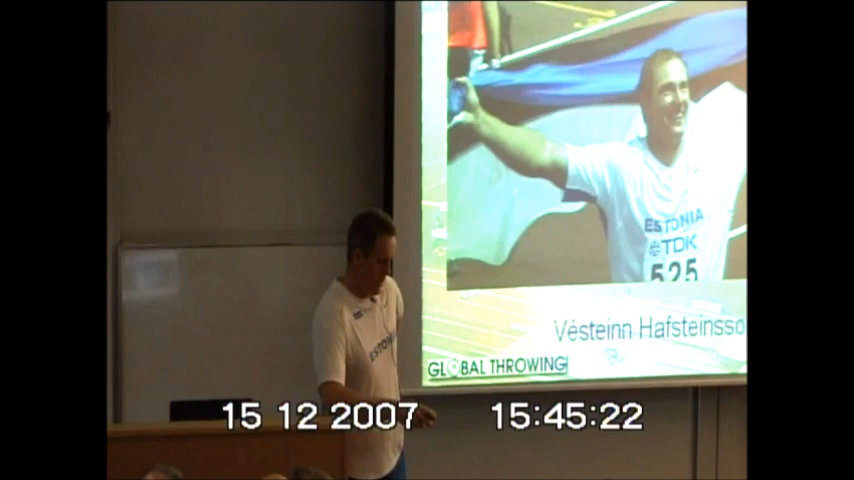 ESTONIA
TDK
525
Vésteinn Hafsteinsso
GLOBAL THROWING
ESTONIA
15 12 2007 15:45:22